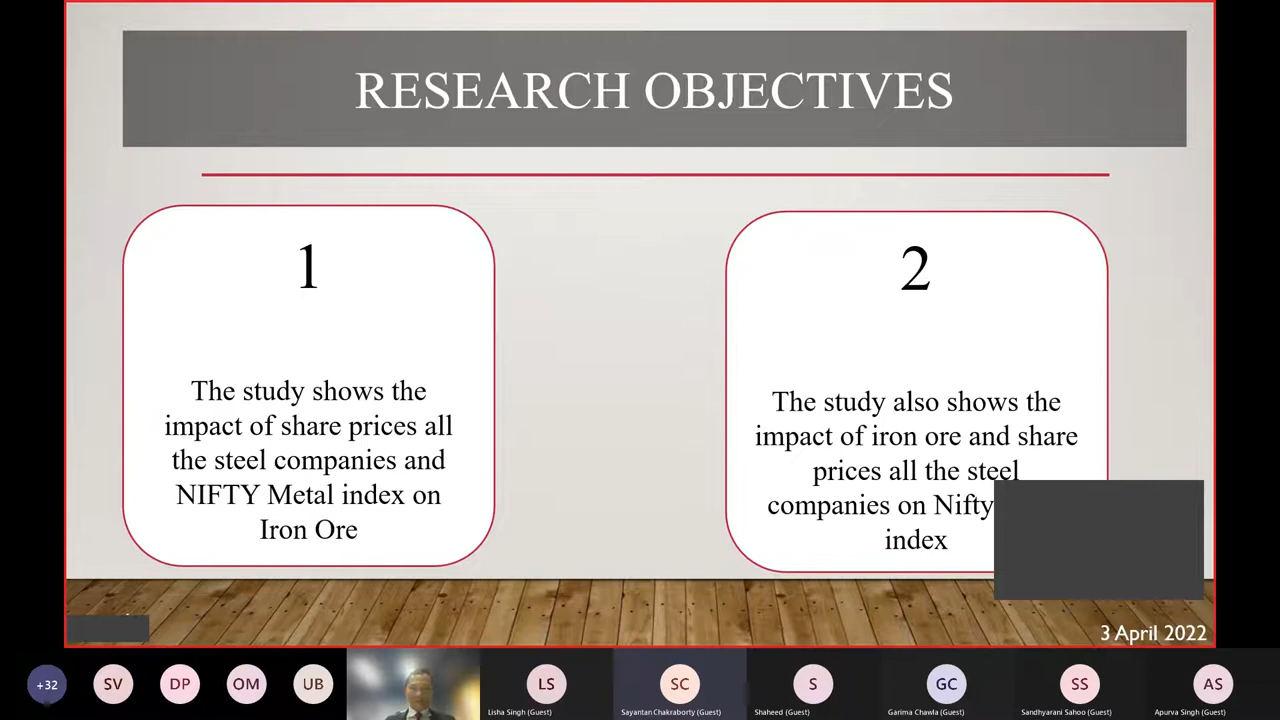 RESEARCH OBJECTIVES
1
The study shows the
impact of share prices all
the steel companies and
NIFTY Metal index on
Iron Ore
2
The study also shows the
impact of iron ore and share
prices all the steel
companies on Nifty
index
3 April 2022
+32
SV
DP
OM
UB
LS
Lisha Singh (Guest)
SC
Sayantan Chakraborty (Guest)
S
Shaheed (Guest)
GC
Garima Chawla (Guest)
SS
Sandhyarani Sahoo (Guest)
AS
Apurva Singh (Guest)